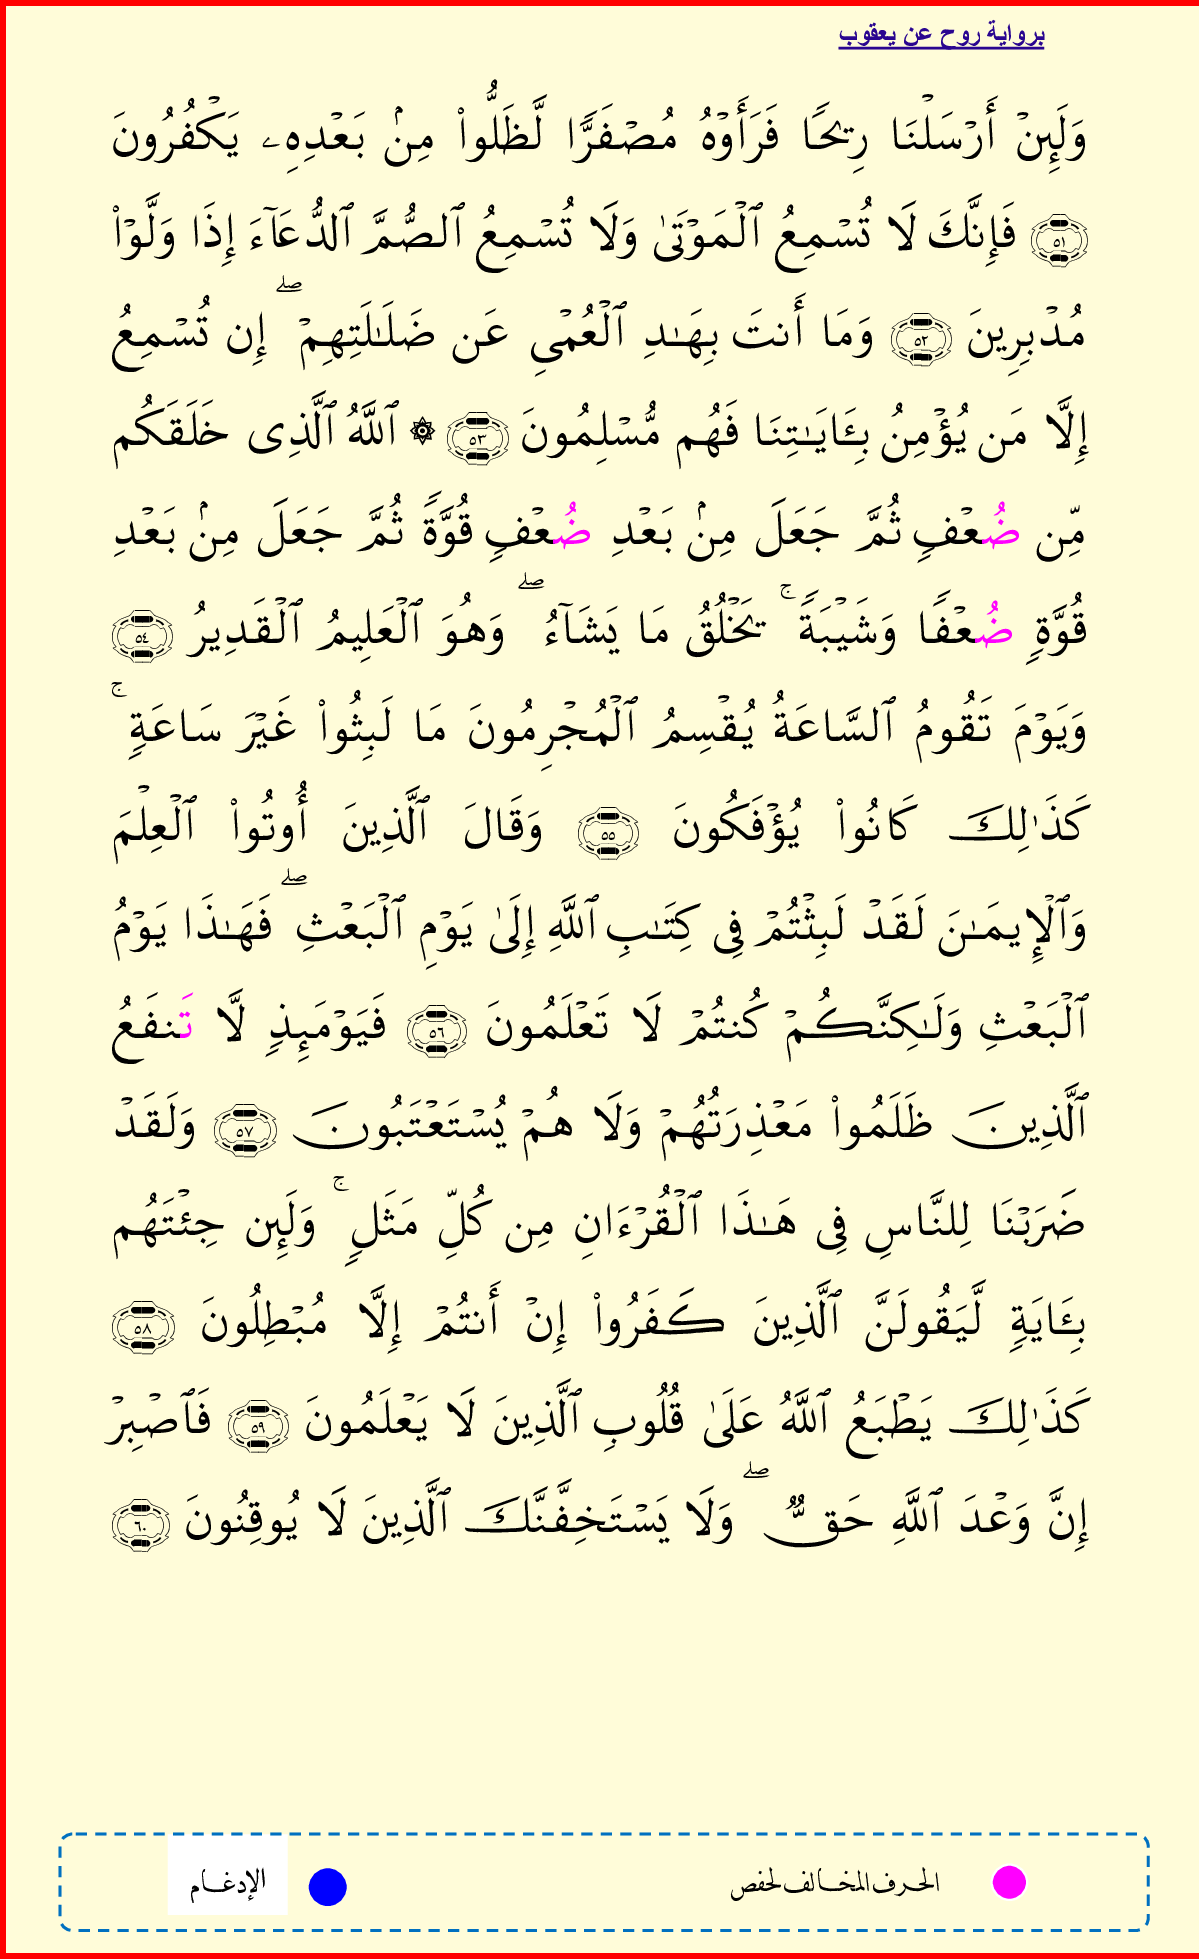 برواية روح عن يعقوب
وَلَئِنۡ أَرۡسَلۡنَا رِيحٗا فَرَأَوۡهُ مُصۡفَرّٗا لَّظَلُّواْ مِنۢ بَعۡدِهِۦ يَكۡفُرُونَ
٥١ فَإِنَّكَ لَا تُسۡمِعُ ٱلۡمَوۡتَىٰ وَلَا تُسۡمِعُ ٱلصُّمَّ ٱلدُّعَآءَ إِذَا وَلَّوۡاْ
مُدۡبِرِينَ ٥٢ وَمَا أَنتَ بِهَٰدِ ٱلۡعُمۡيِ عَن ضَلَٰلَتِهِمۡۖ إِن تُسۡمِعُ
إِلَّا مَن يُؤۡمِنُ بِـَٔايَٰتِنَا فَهُم مُّسۡلِمُونَ ٥٣ ۞ ٱللَّهُ ٱلَّذِي خَلَقَكُم
مِّن ضُعۡفٖ ثُمَّ جَعَلَ مِنۢ بَعۡدِ ضُعۡفٖ قُوَّةٗ ثُمَّ جَعَلَ مِنۢ بَعۡدِ
قُوَّةٖ ضُعۡفٗا وَشَيۡبَةٗۚ يَخۡلُقُ مَا يَشَآءُۖ وَهُوَ ٱلۡعَلِيمُ ٱلۡقَدِيرُ ٥٤
وَيَوۡمَ تَقُومُ ٱلسَّاعَةُ يُقۡسِمُ ٱلۡمُجۡرِمُونَ مَا لَبِثُواْ غَيۡرَ سَاعَةٖۚ
كَذَٰلِكَ كَانُواْ يُؤۡفَكُونَ ٥٥ وَقَالَ ٱلَّذِينَ أُوتُواْ ٱلۡعِلۡمَ
وَٱلۡإِيمَٰنَ لَقَدۡ لَبِثۡتُمۡ فِي كِتَٰبِ ٱللَّهِ إِلَىٰ يَوۡمِ ٱلۡبَعۡثِۖ فَهَٰذَا يَوۡمُ
ٱلۡبَعۡثِ وَلَٰكِنَّكُمۡ كُنتُمۡ لَا تَعۡلَمُونَ ٥٦ فَيَوۡمَئِذٖ لَّا تَنفَعُ
ٱلَّذِينَ ظَلَمُواْ مَعۡذِرَتُهُمۡ وَلَا هُمۡ يُسۡتَعۡتَبُونَ ٥٧ وَلَقَدۡ
ضَرَبۡنَا لِلنَّاسِ فِي هَٰذَا ٱلۡقُرۡءَانِ مِن كُلِّ مَثَلٖۚ وَلَئِن جِئۡتَهُم
بِـَٔايَةٖ لَّيَقُولَنَّ ٱلَّذِينَ كَفَرُواْ إِنۡ أَنتُمۡ إِلَّا مُبۡطِلُونَ ٥٨
كَذَٰلِكَ يَطۡبَعُ ٱللَّهُ عَلَىٰ قُلُوبِ ٱلَّذِينَ لَا يَعۡلَمُونَ ٥٩ فَٱصۡبِرۡ
إِنَّ وَعۡدَ ٱللَّهِ حَقّٞۖ وَلَا يَسۡتَخِفَّنَّكَ ٱلَّذِينَ لَا يُوقِنُونَ ٦٠
الحرف المخالف لحفص
الإدغام